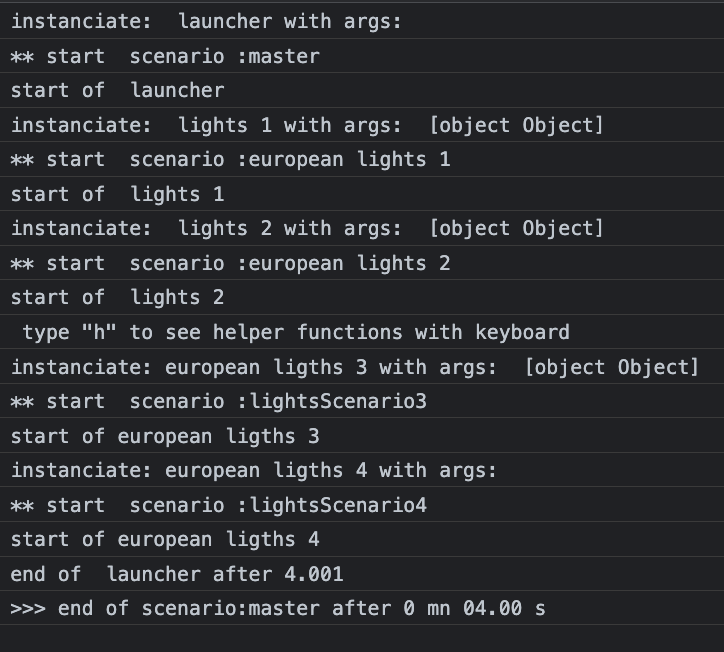 instanciate:  launcher with args:
** start  scenario :master
start of  launcher
instanciate:  lights 1 with args:  [object Object]
** start  scenario :european lights 1
start of  lights 1
instanciate:  lights 2 with args:  [object Object]
** start  scenario :european lights 2
start of  lights 2
 type "h" to see helper functions with keyboard
instanciate: european ligths 3 with args:  [object Object]
** start  scenario :lightsScenario3
start of european ligths 3
instanciate: european ligths 4 with args:
** start  scenario :lightsScenario4
start of european ligths 4
end of  launcher after 4.001
>>> end of scenario:master after 0 mn 04.00 s